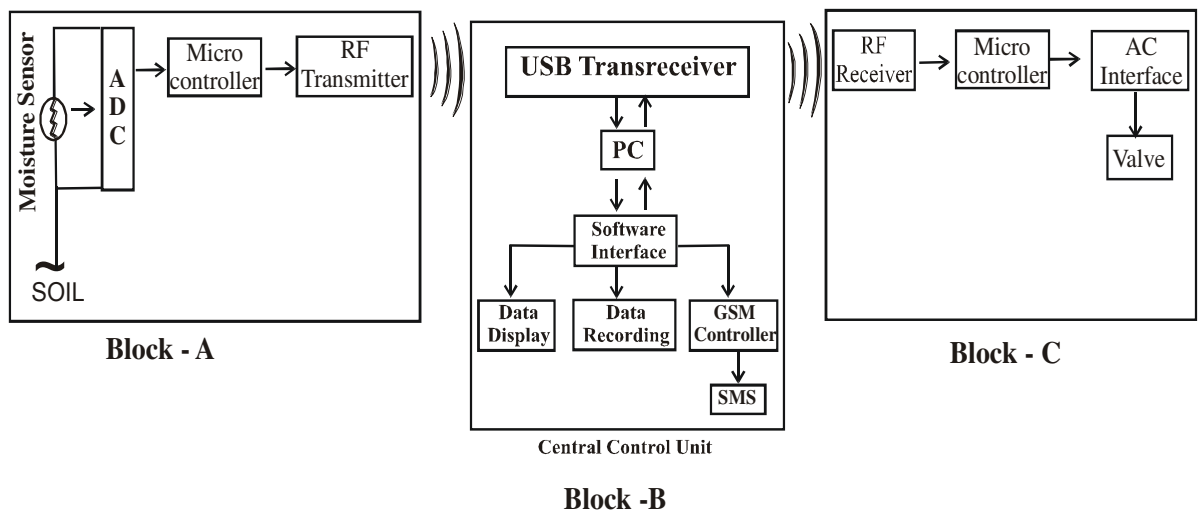 Moisture Sensor
A
D
C
Micro
controller
RF
Transmitter
SOIL
Block - A
USB Transreceiver
PC
Software
Interface
Data
Display
Data
Recording
GSM
Controller
SMS
Central Control Unit
Block -B
RF
Receiver
Micro
controller
AC
Interface
Valve
Block - C